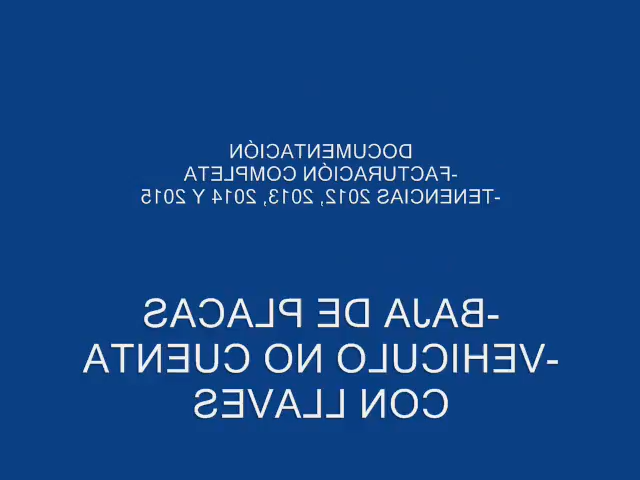 DOCUMENTACIÓN
-FACTURACIÓN COMPLETA
-TENENCIAS 2012, 2013, 2014 Y 2015
-BAJA DE PLACAS
-VEHICULO NO CUENTA
CON LLAVES